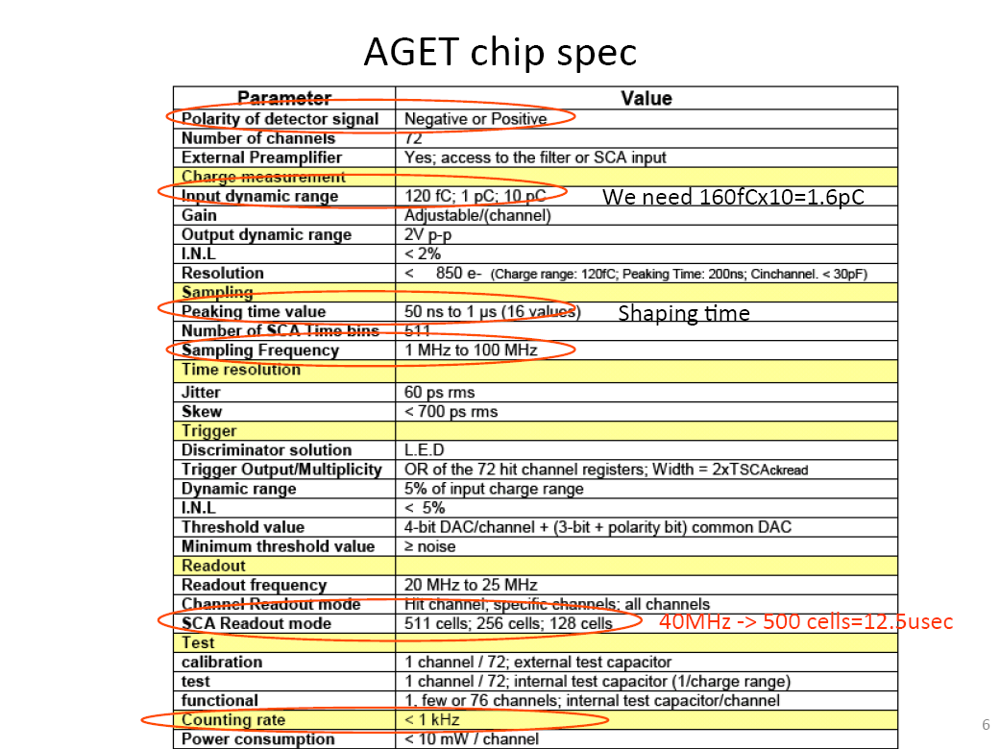 AGET chip spec
Parameter Value
Polarity of detector signal Negative or Positive
Number of channels 72
External Preamplifier Yes; access to the filter or SCA input
Charge measurement
Input dynamic range 120 fC; 1 pC; 10 pC We need 160fCx10=1.6pC
Gain Adjustable/(channel)
Output dynamic range 2V p-p
I.N.L < 2%
Resolution < 850 e- (Charge range: 120fC; Peaking Time: 200ns; Cinchannel. < 30pF)
Sampling
Peaking time value 50 ns to 1 µs (16 values) Shaping time
Number of SCA Time bins 511
Sampling Frequency 1 MHz to 100 MHz
Time resolution
Jitter 60 ps rms
Skew < 700 ps rms
Trigger
Discriminator solution L.E.D
Trigger Output/Multiplicity OR of the 72 hit channel registers; Width = 2xTSCAckread
Dynamic range 5% of input charge range
I.N.L < 5%
Threshold value 4-bit DAC/channel + (3-bit + polarity bit) common DAC
Minimum threshold value ≥ noise
Readout
Readout frequency 20 MHz to 25 MHz
Channel Readout mode Hit channel; specific channels; all channels
SCA Readout mode 511 cells; 256 cells; 128 cells 40MHz -> 500 cells=12.5usec
Test
calibration 1 channel / 72; external test capacitor
test 1 channel / 72; internal test capacitor (1/charge range)
functional 1, few or 76 channels; internal test capacitor/channel
Counting rate < 1 kHz
Power consumption < 10 mW / channel
6